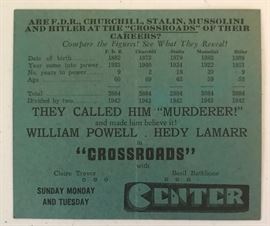 ARE F.D.R., CHURCHILL, STALIN, MUSSOLINI
AND HITLER AT THE "CROSSROADS" OF THEIR
CAREERS?
Compare the Figures! See What They Reveal!
F. D. R. Churchill Stalin Mussolini Hitler
Date of birth 1882 1874 1879 1883 1889
Year came into power 1933 1940 1924 1922 1933
No. years in power 9 2 18 20 9
Age 60 68 63 59 53
Total 3884 3884 3884 3884 3884
Divided by two 1942 1942 1942 1942 1942
THEY CALLED HIM "MURDERER!"
and made him believe it!
WILLIAM POWELL . HEDY LAMARR
in
"CROSSROADS"
with
Claire Trevor Basil Rathbone
SUNDAY MONDAY
AND TUESDAY
CENTER